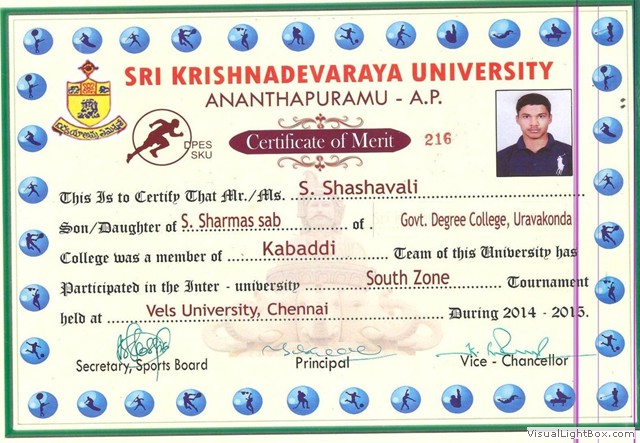 SRI KRISHNADEVARAYA UNIVERSITY
ANANTHAPURAMU - A.P.
DPES
SKU
Certificate of Merit
216
This Is to Certify That Mr./Ms. S. Shashavali
Son/Daughter of S. Sharmas sab of . Govt. Degree College, Uravakonda
College was a member of . Kabaddi Team of this University has
Participated in the Inter - university South Zone Tournament
held at Vels University, Chennai During 2014 - 2015.
Secretary, Sports Board Principal Vice - Chancellor
VisualLightBox.com